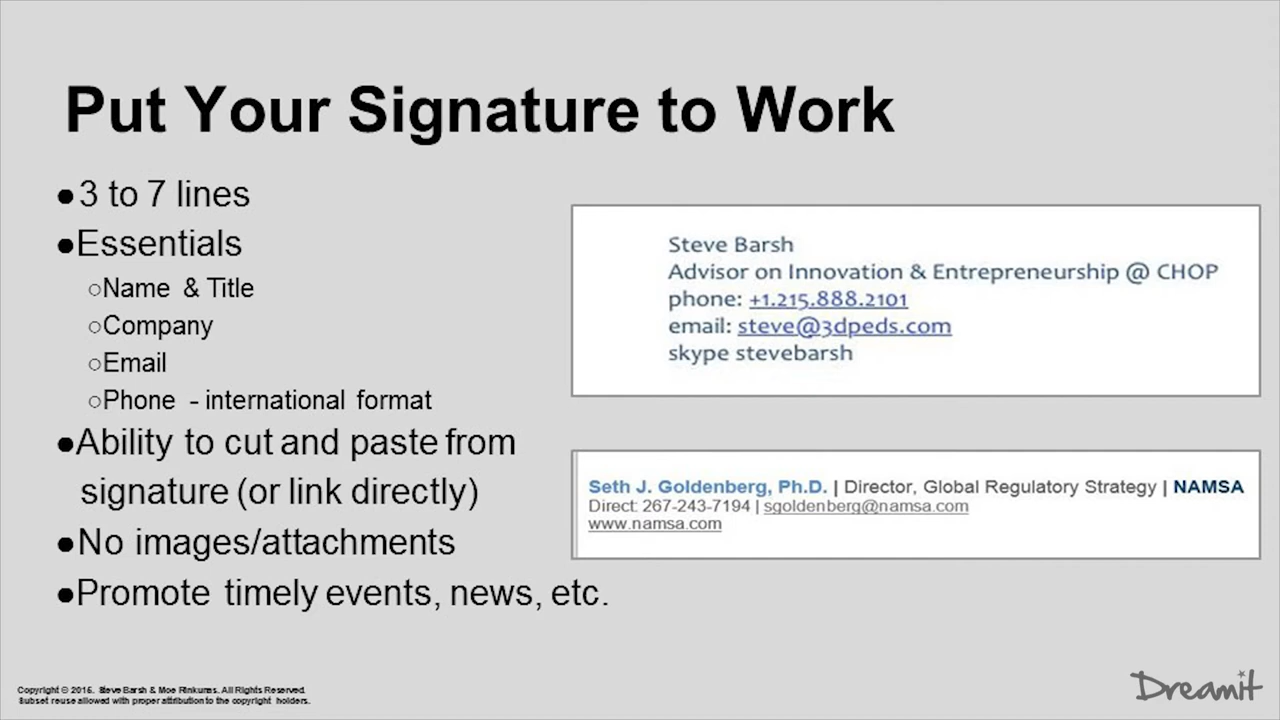 Put Your Signature to Work
●3 to 7 lines
●Essentials
○Name & Title
○Company
○Email
○Phone - international format
●Ability to cut and paste from
signature (or link directly)
●No images/attachments
●Promote timely events, news, etc.
Steve Barsh
Advisor on Innovation & Entrepreneurship @ CHOP
phone: +1.215.888.2101
email: steve@3dpeds.com
skype stevebarsh
Seth J. Goldenberg, Ph.D. | Director, Global Regulatory Strategy | NAMSA
Direct: 267-243-7194 | sgoldenberg@namsa.com
www.namsa.com
Copyright © 2015. Steve Barsh & Moe Rinkunas. All Rights Reserved.
Subset reuse allowed with proper attribution to the copyright holders.
Dreamit